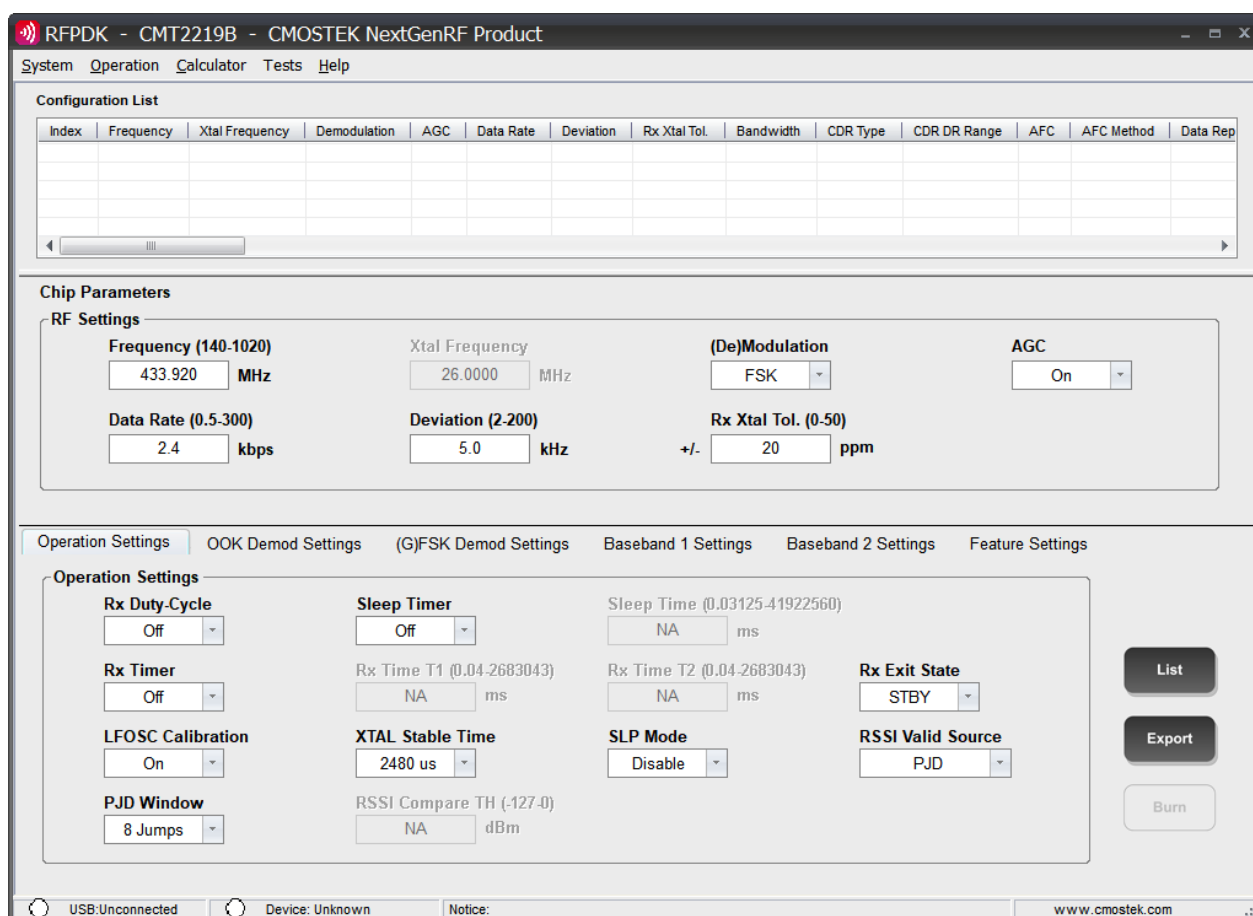 RFPDK - CMT2219B - CMOSTEK NextGenRF Product
System Operation Calculator Tests Help
Configuration List
Index Frequency Xtal Frequency Demodulation AGC Data Rate Deviation Rx Xtal Tol. Bandwidth CDR Type CDR DR Range AFC AFC Method Data Rep
Chip Parameters
RF Settings
Frequency (140-1020) Xtal Frequency (De)Modulation AGC
433.920 MHz 26.0000 MHz FSK On
Data Rate (0.5-300) Deviation (2-200) Rx Xtal Tol. (0-50)
2.4 kbps 5.0 kHz +/- 20 ppm
Operation Settings OOK Demod Settings (G)FSK Demod Settings Baseband 1 Settings Baseband 2 Settings Feature Settings
Operation Settings
Rx Duty-Cycle Sleep Timer Sleep Time (0.03125-41922560)
Off Off NA ms
Rx Timer Rx Time T1 (0.04-2683043) Rx Time T2 (0.04-2683043) Rx Exit State
Off NA ms NA ms STBY
List
LFOSC Calibration XTAL Stable Time SLP Mode RSSI Valid Source
On 2480 us Disable PJD
Export
PJD Window RSSI Compare TH (-127-0)
8 Jumps NA dBm
Burn
USB:Unconnected Device: Unknown Notice: www.cmostek.com